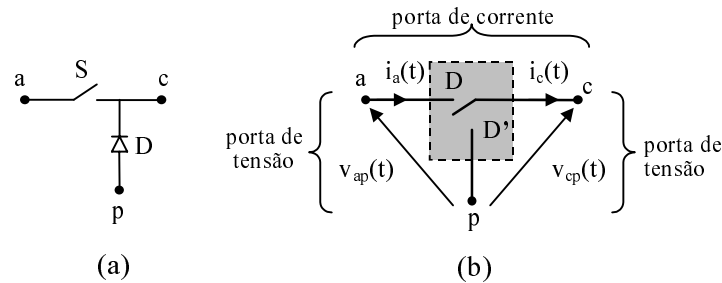 porta de corrente
a
S
c
D
p
(a)
a
i_a(t)
D
i_c(t)
c
D’
porta de
tensão
v_ap(t)
v_cp(t)
porta de
tensão
p
(b)